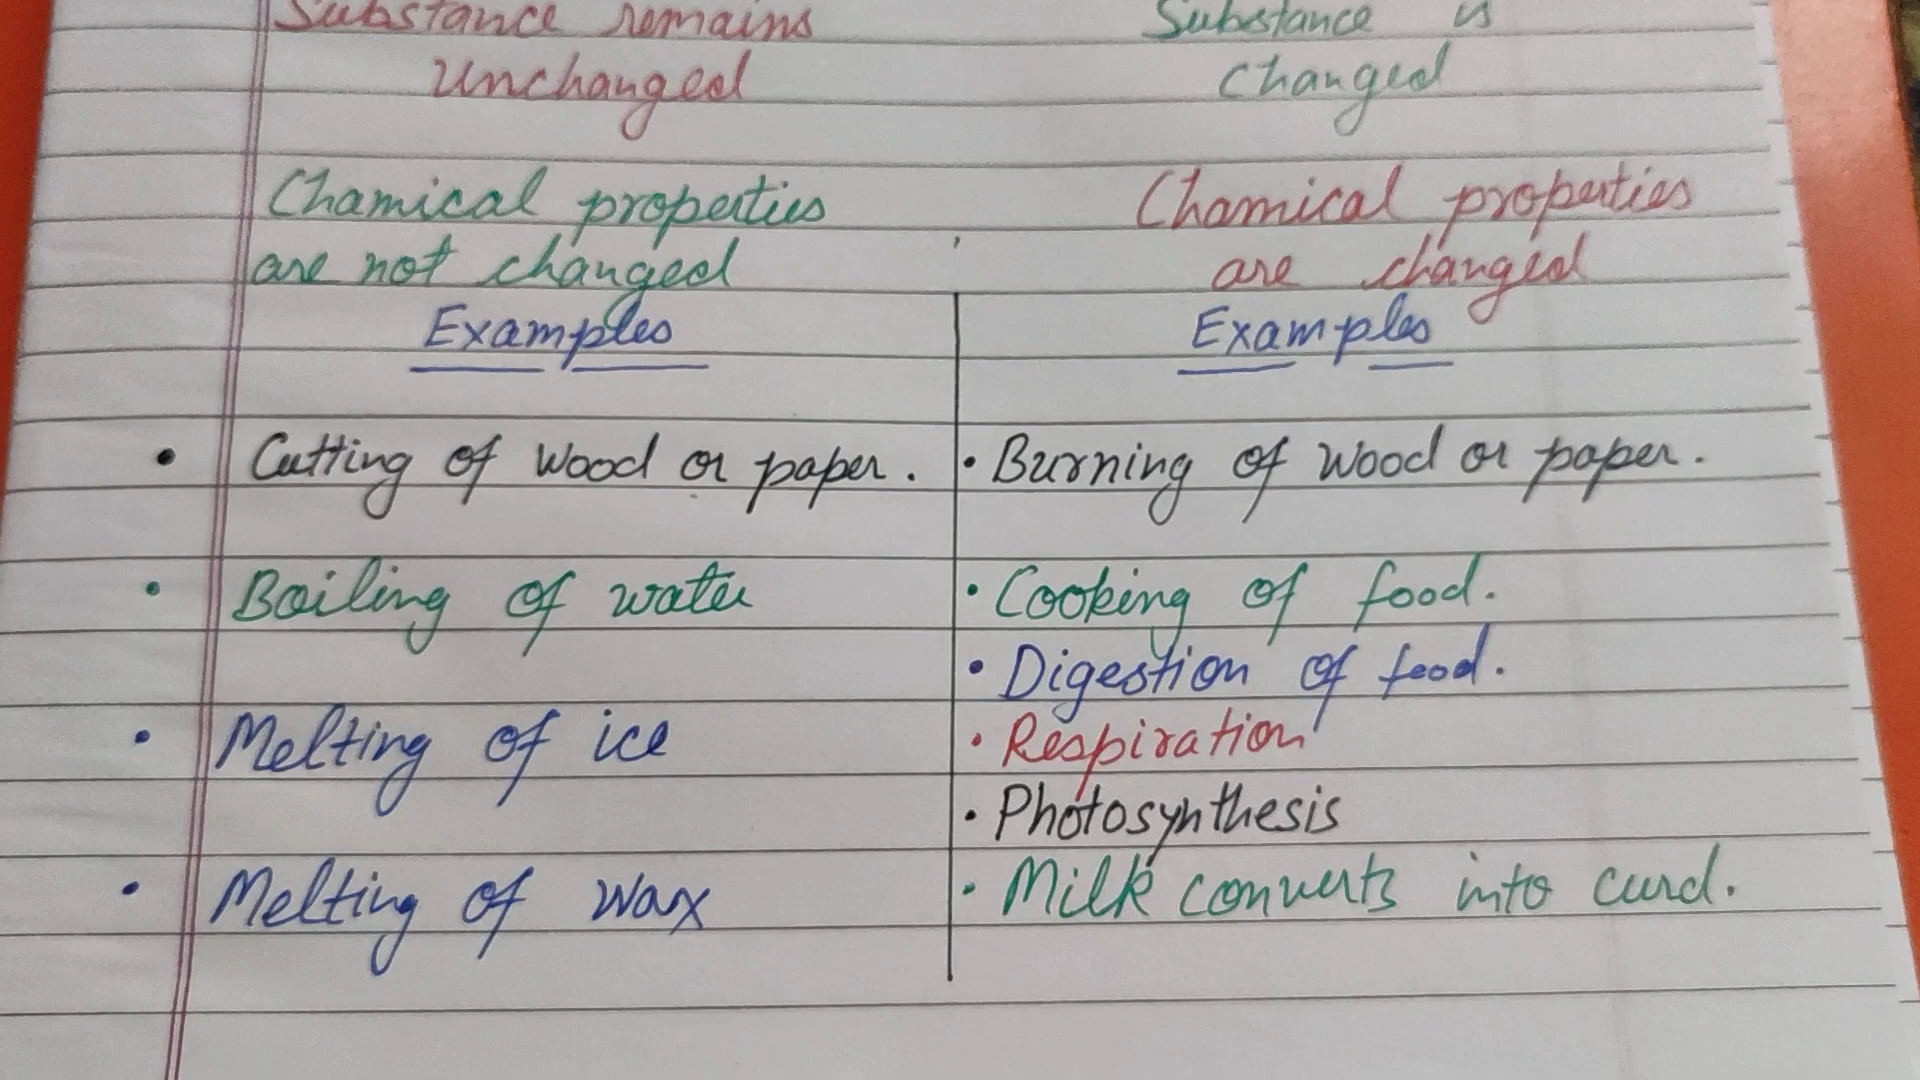 Substance remains
Unchanged
Chamical properties
are not changed
Examples
• Cutting of wood or paper.
• Boiling of water
• Melting of ice
• Melting of wax
Substance is
Changed
Chamical properties
are changed
Examples
• Burning of wood or paper.
• Cooking of food.
• Digestion of food.
• Respiration
• Photosynthesis
• Milk converts into curd.